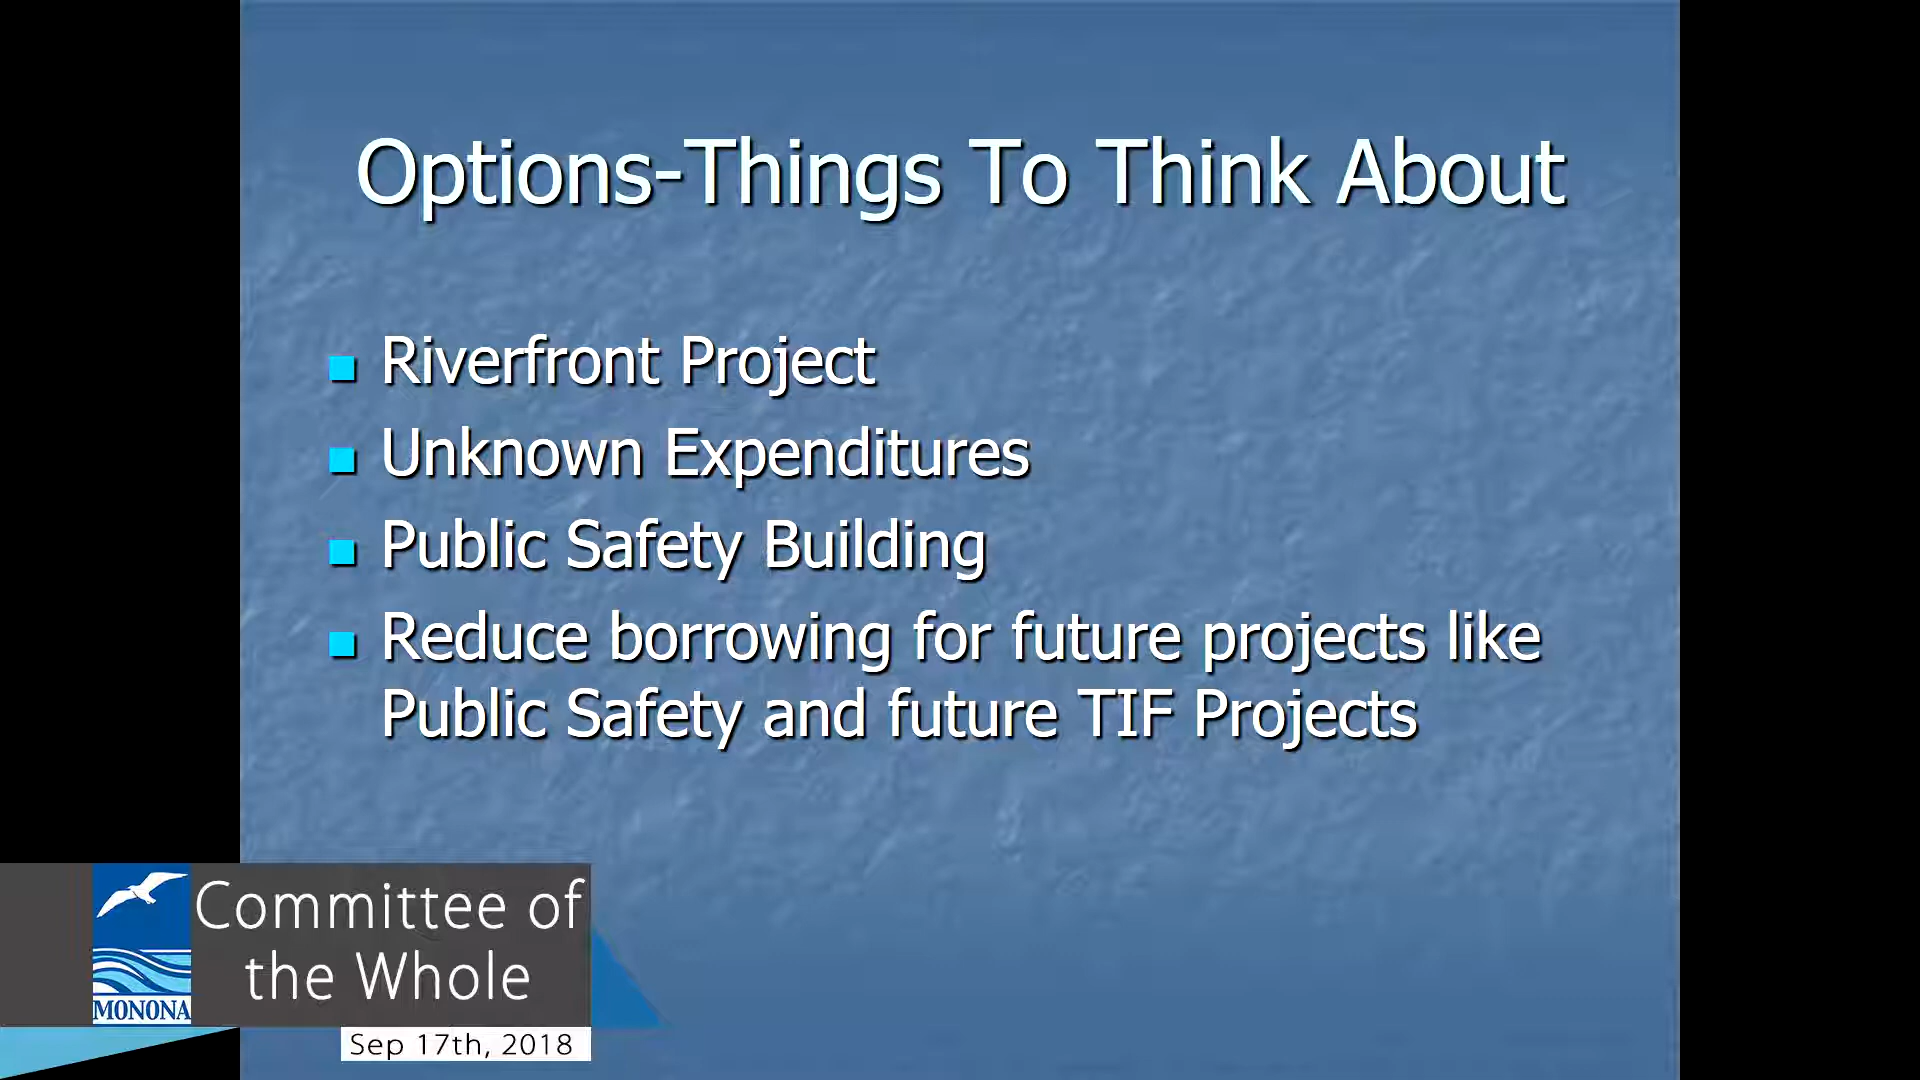 Options-Things To Think About
Riverfront Project
Unknown Expenditures
Public Safety Building
Reduce borrowing for future projects like
Public Safety and future TIF Projects
Committee of
the Whole
MONONA
Sep 17th, 2018